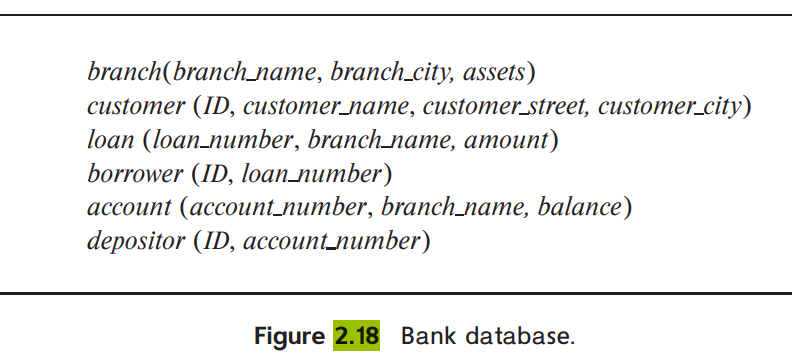 branch(branch_name, branch_city, assets)
customer (ID, customer_name, customer_street, customer_city)
loan (loan_number, branch_name, amount)
borrower (ID, loan_number)
account (account_number, branch_name, balance)
depositor (ID, account_number)
Figure 2.18 Bank database.